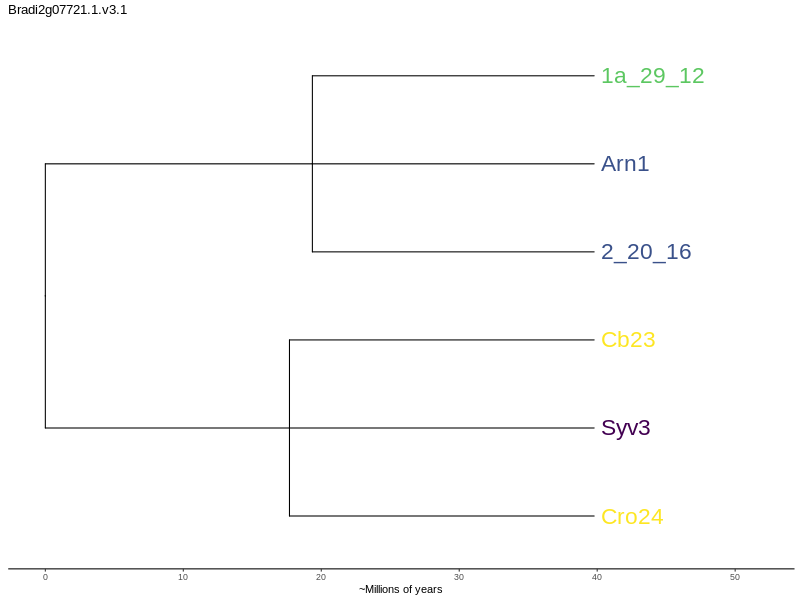 Bradi2g07721.1.v3.1
1a_29_12
Arn1
2_20_16
Cb23
Syv3
Cro24
0 10 20 30 40 50
~Millions of years